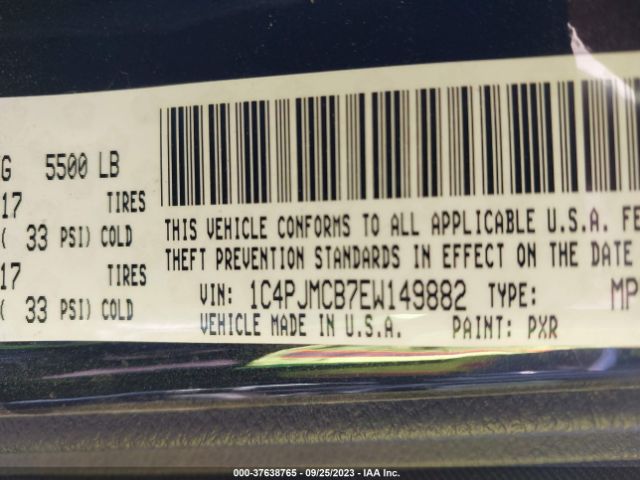 G 5500 LB
17 TIRES
( 33 PSI) COLD
17 TIRES
( 33 PSI) COLD
THIS VEHICLE CONFORMS TO ALL APPLICABLE U.S.A. FE
THEFT PREVENTION STANDARDS IN EFFECT ON THE DATE
VIN: 1C4PJMCB7EW149882 TYPE: MP
VEHICLE MADE IN U.S.A. PAINT: PXR
000-37638765 - 09/25/2023 - IAA Inc.